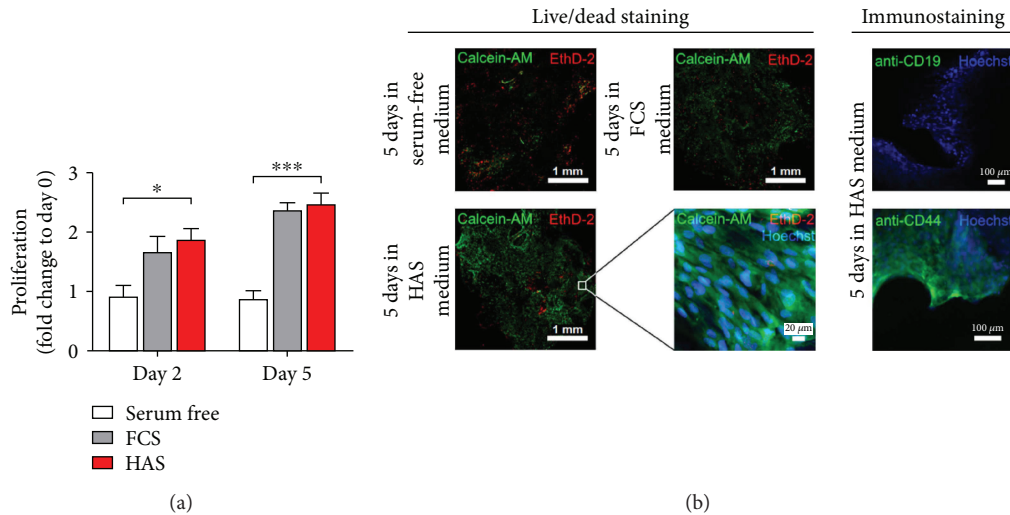 Proliferation
(fold change to day 0)
3
2
1
0
*
***
Day 2
Day 5
Serum free
FCS
HAS
(a)
Live/dead staining
Immunostaining
5 days in
serum-free
medium
Calcein-AM EthD-2
1 mm
5 days in
FCS
medium
Calcein-AM EthD-2
1 mm
5 days in
HAS
medium
Calcein-AM EthD-2
1 mm
Calcein-AM EthD-2
Hoechst
20 μm
5 days in HAS medium
anti-CD19 Hoechst
100 μm
anti-CD44 Hoechst
100 μm
(b)